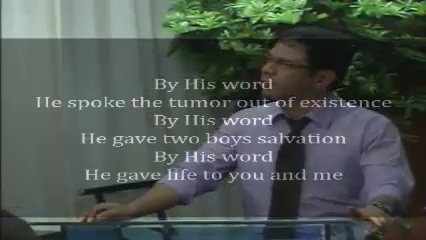 By His word
He spoke the tumor out of existence
By His word
He gave two boys salvation
By His word
He gave life to you and me